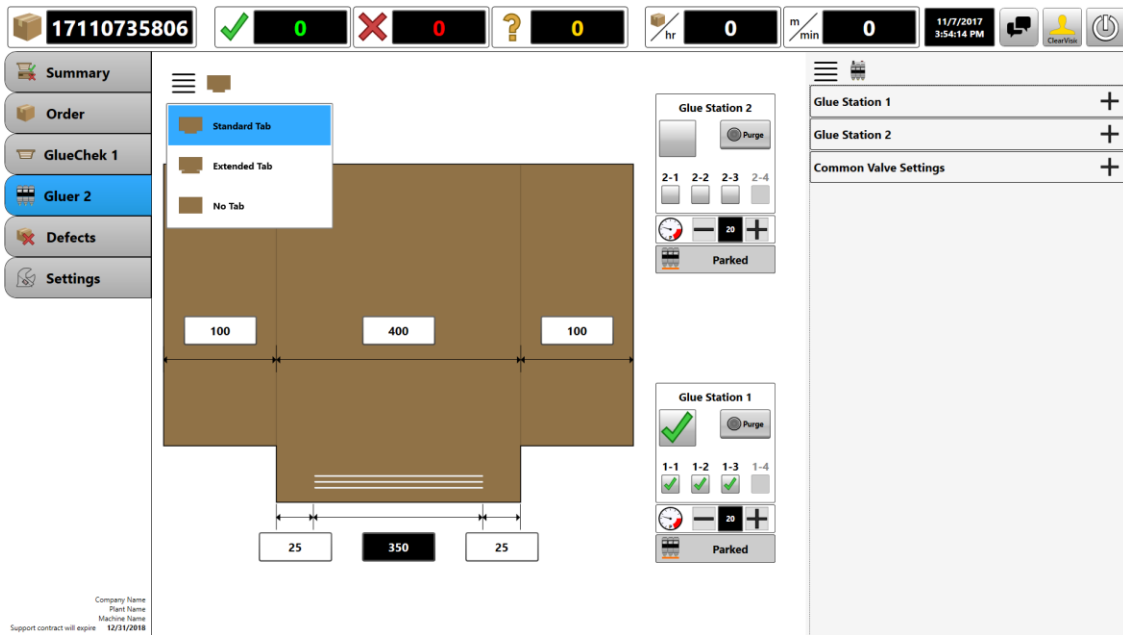 17110735806
0
0
0
hr
0
m/min
0
11/7/2017
3:54:14 PM
ClearVision
Summary
Order
GlueChek 1
Gluer 2
Defects
Settings
Standard Tab
Extended Tab
No Tab
100
400
100
25
350
25
Glue Station 2
Purge
2-1 2-2 2-3 2-4
20
Parked
Glue Station 1
Purge
1-1 1-2 1-3 1-4
20
Parked
Glue Station 1
Glue Station 2
Common Valve Settings
Company Name
Plant Name
Machine Name
Support contract will expire 12/31/2018